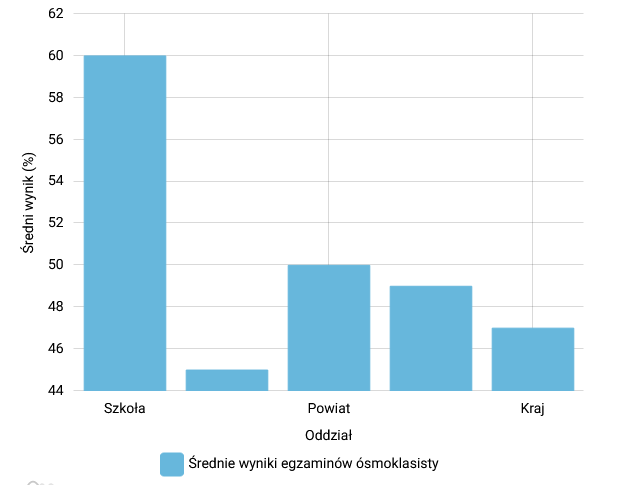 62
60
58
56
54
52
50
48
46
44
Średni wynik (%)
Szkoła Powiat Kraj
Oddział
Średnie wyniki egzaminów ósmoklasisty